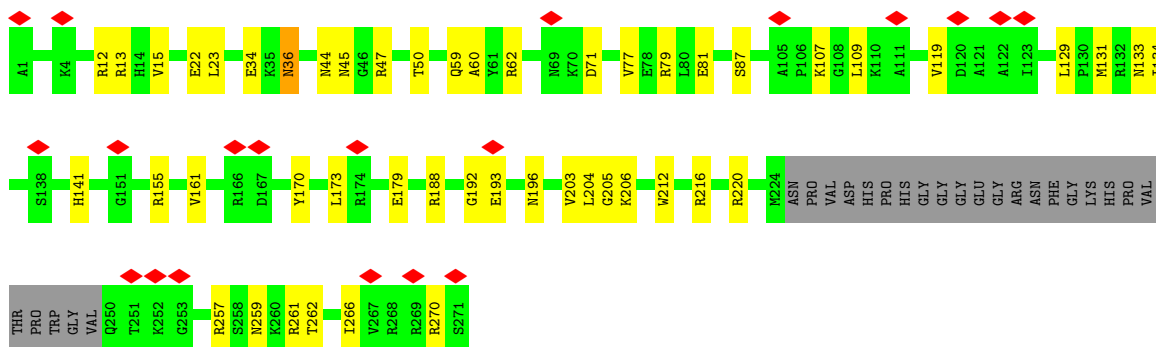 A1 K4 R12 R13 H14 V15 E22 L23 E34 K35 N36 N44 N45 G46 R47 T50 Q59 A60 Y61 R62 N69 K70 D71 V77 E78 R79 L80 E81 S87 A105 P106 K107 G108 L109 K110 A111 V119 D120 A121 A122 I123 L129 P130 M131 R132 N133
S138 H141 G151 R155 V161 R166 D167 Y170 L173 R174 E179 R188 G192 E193 N196 V203 L204 G205 K206 W212 R216 R220 M224 ASN PRO VAL ASP HIS PRO HIS GLY GLY GLY GLU GLY ARG ASN PHE GLY LYS HIS PRO VAL
THR PRO TRP GLY VAL Q250 T251 K252 G253 R257 S258 N259 K260 R261 T262 I266 V267 R268 R269 R270 S271